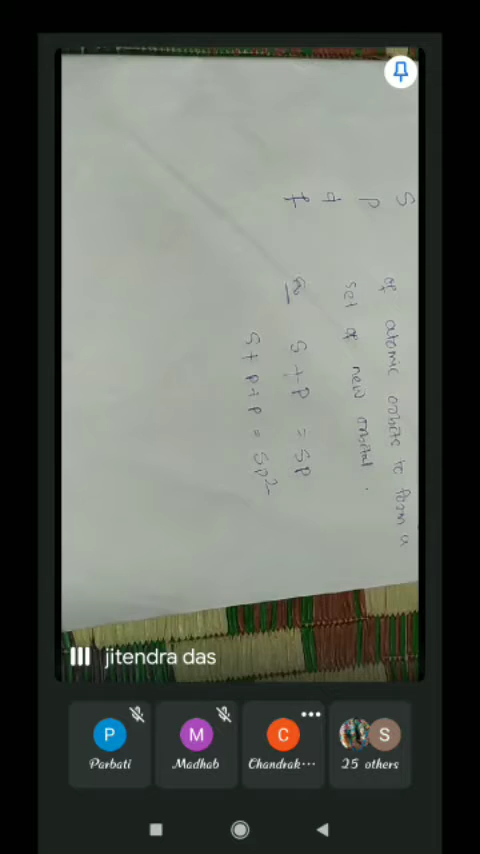 S
P
d
f
of atomic orbitals to form a
set of new orbital.
S + P = SP
S + P + P = SP²
jitendra das
P
M
C
S
Parbati
Madhab
Chandrak...
25 others